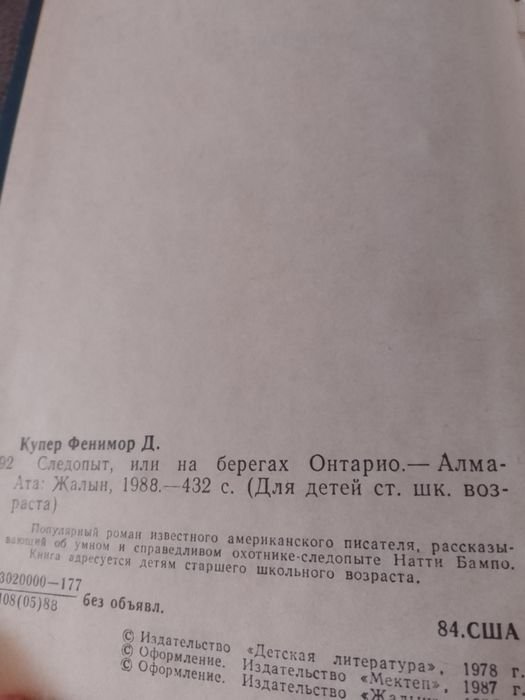 Купер Фенимор Д.
92 Следопыт, или на берегах Онтарио.— Алма-
Ата: Жалын, 1988.—432 с. (Для детей ст. шк. воз-
раста)
Популярный роман известного американского писателя, рассказы-
вающий об умном и справедливом охотнике-следопыте Натти Бампо.
Книга адресуется детям старшего школьного возраста.
3020000—177
408(05)88 без объявл.
84.США
© Издательство «Детская литература», 1978 г.
© Оформление. Издательство «Мектеп», 1987 г.
© Оформление. Издательство «Жалын»